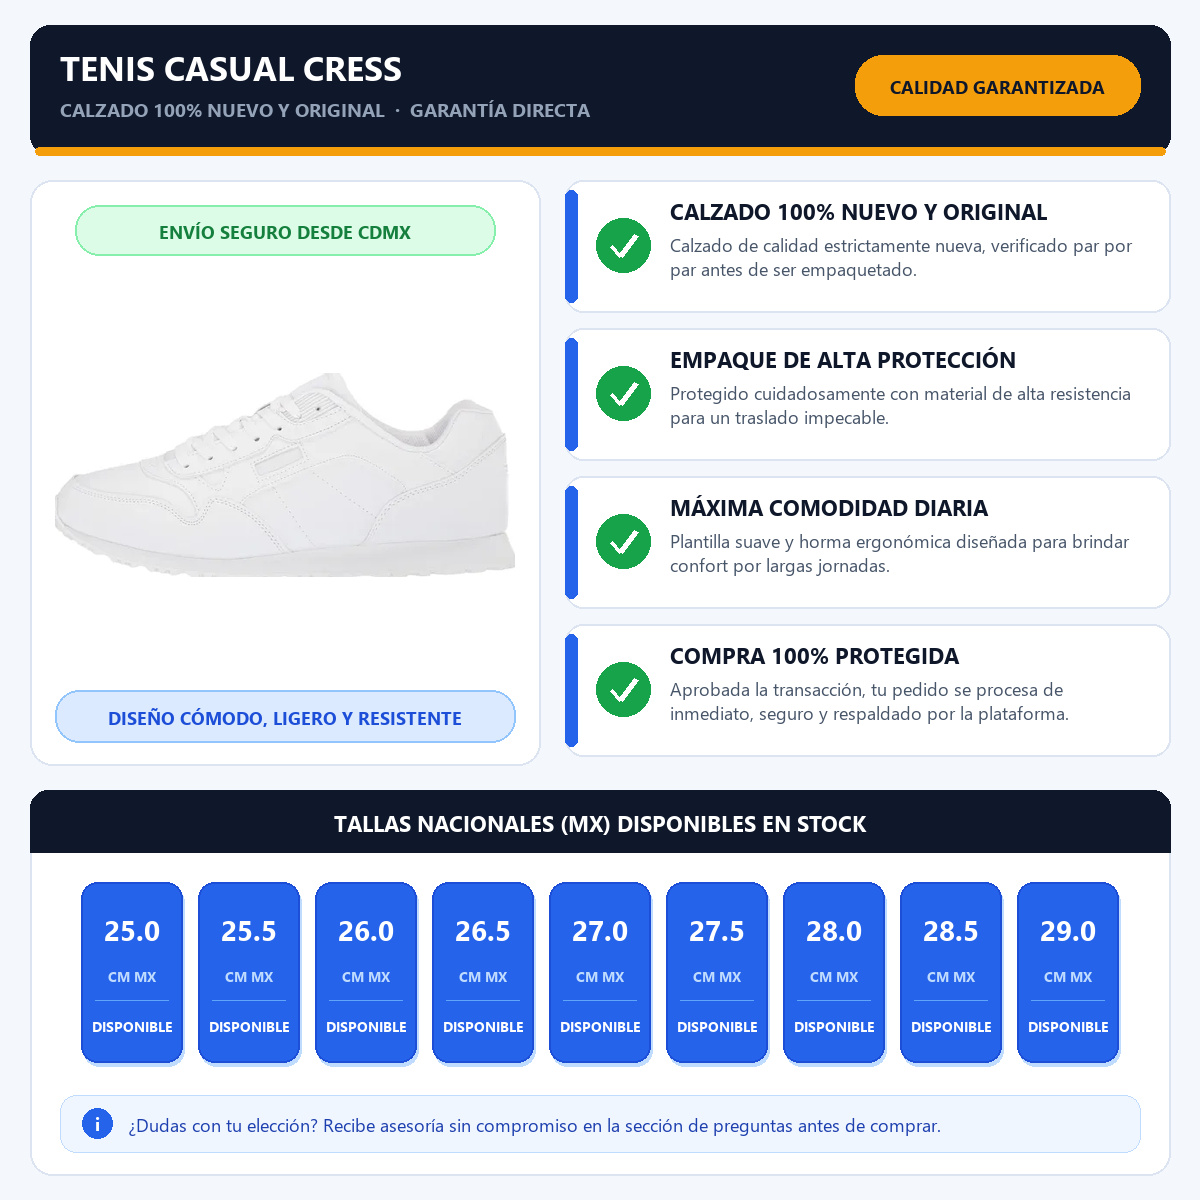 TENIS CASUAL CRESS
CALZADO 100% NUEVO Y ORIGINAL · GARANTÍA DIRECTA
CALIDAD GARANTIZADA
ENVÍO SEGURO DESDE CDMX
DISEÑO CÓMODO, LIGERO Y RESISTENTE
CALZADO 100% NUEVO Y ORIGINAL
Calzado de calidad estrictamente nueva, verificado par por
par antes de ser empaquetado.
EMPAQUE DE ALTA PROTECCIÓN
Protegido cuidadosamente con material de alta resistencia
para un traslado impecable.
MÁXIMA COMODIDAD DIARIA
Plantilla suave y horma ergonómica diseñada para brindar
confort por largas jornadas.
COMPRA 100% PROTEGIDA
Aprobada la transacción, tu pedido se procesa de
inmediato, seguro y respaldado por la plataforma.
TALLAS NACIONALES (MX) DISPONIBLES EN STOCK
25.0 25.5 26.0 26.5 27.0 27.5 28.0 28.5 29.0
CM MX CM MX CM MX CM MX CM MX CM MX CM MX CM MX CM MX
DISPONIBLE DISPONIBLE DISPONIBLE DISPONIBLE DISPONIBLE DISPONIBLE DISPONIBLE DISPONIBLE DISPONIBLE
i ¿Dudas con tu elección? Recibe asesoría sin compromiso en la sección de preguntas antes de comprar.